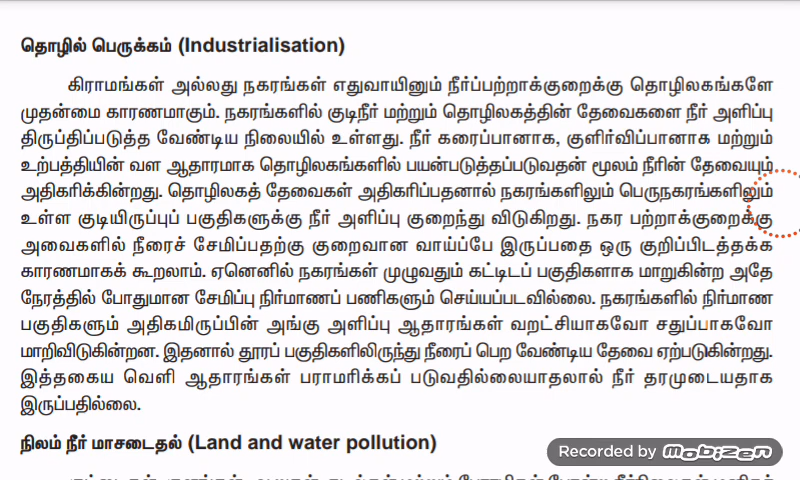 தொழில் பெருக்கம் (Industrialisation)
கிராமங்கள் அல்லது நகரங்கள் எதுவாயினும் நீர்ப்பற்றாக்குறைக்கு தொழிலகங்களே
முதன்மை காரணமாகும். நகரங்களில் குடிநீர் மற்றும் தொழிலகத்தின் தேவைகளை நீர் அளிப்பு
திருப்திப்படுத்த வேண்டிய நிலையில் உள்ளது. நீர் கரைப்பானாக, குளிர்விப்பானாக மற்றும்
உற்பத்தியின் வள ஆதாரமாக தொழிலகங்களில் பயன்படுத்தப்படுவதன் மூலம் நீரின் தேவையும்
அதிகரிக்கின்றது. தொழிலகத் தேவைகள் அதிகரிப்பதனால் நகரங்களிலும் பெருநகரங்களிலும்
உள்ள குடியிருப்புப் பகுதிகளுக்கு நீர் அளிப்பு குறைந்து விடுகிறது. நகர பற்றாக்குறைக்கு
அவைகளில் நீரைச் சேமிப்பதற்கு குறைவான வாய்ப்பே இருப்பதை ஒரு குறிப்பிடத்தக்க
காரணமாகக் கூறலாம். ஏனெனில் நகரங்கள் முழுவதும் கட்டிடப் பகுதிகளாக மாறுகின்ற அதே
நேரத்தில் போதுமான சேமிப்பு நிர்மாணப் பணிகளும் செய்யப்படவில்லை. நகரங்களில் நிர்மாண
பகுதிகளும் அதிகமிருப்பின் அங்கு அளிப்பு ஆதாரங்கள் வறட்சியாகவோ சதுப்பாகவோ
மாறிவிடுகின்றன. இதனால் தூரப் பகுதிகளிலிருந்து நீரைப் பெற வேண்டிய தேவை ஏற்படுகின்றது.
இத்தகைய வெளி ஆதாரங்கள் பராமரிக்கப் படுவதில்லையாதலால் நீர் தரமுடையதாக
இருப்பதில்லை.
நிலம் நீர் மாசடைதல் (Land and water pollution)
Recorded by mobizen